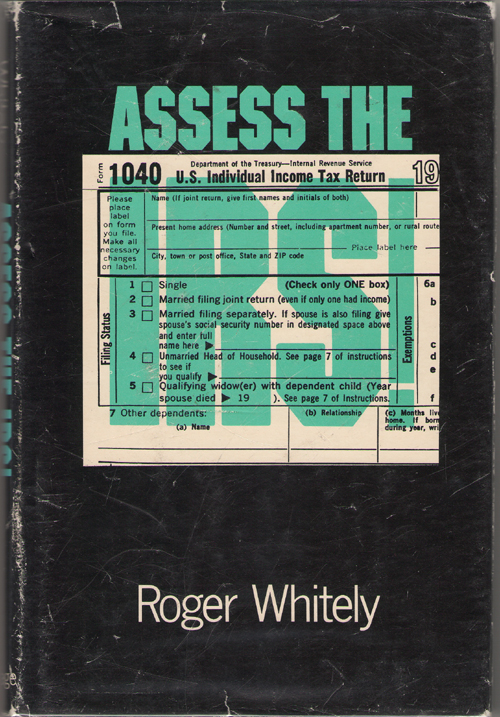 ASSESS THE
IRS!
Form 1040 Department of the Treasury—Internal Revenue Service
U.S. Individual Income Tax Return 19
Please
place
label
on form
you file.
Make all
necessary
changes
on label.
Name (If joint return, give first names and initials of both)
Present home address (Number and street, including apartment number, or rural route
Place label here
City, town or post office, State and ZIP code
Filing Status
1 Single (Check only ONE box)
2 Married filing joint return (even if only one had income)
3 Married filing separately. If spouse is also filing give
spouse's social security number in designated space above
and enter full
name here ▶
4 Unmarried Head of Household. See page 7 of instructions
to see if
you qualify ▶
5 Qualifying widow(er) with dependent child (Year
spouse died ▶ 19 ). See page 7 of Instructions.
Exemptions
6a
b
c
d
e
f
7 Other dependents:
(a) Name
(b) Relationship
(c) Months
home. If born
during year,
Roger Whitely